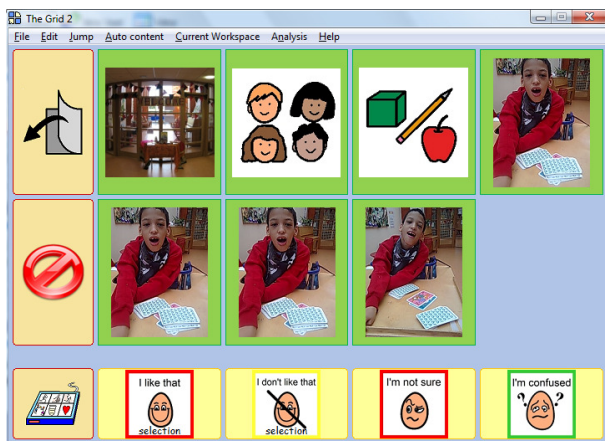 The Grid 2
File Edit Jump Auto content Current Workspace Analysis Help
I like that
selection
I don't like that
selection
I'm not sure
I'm confused
? ?